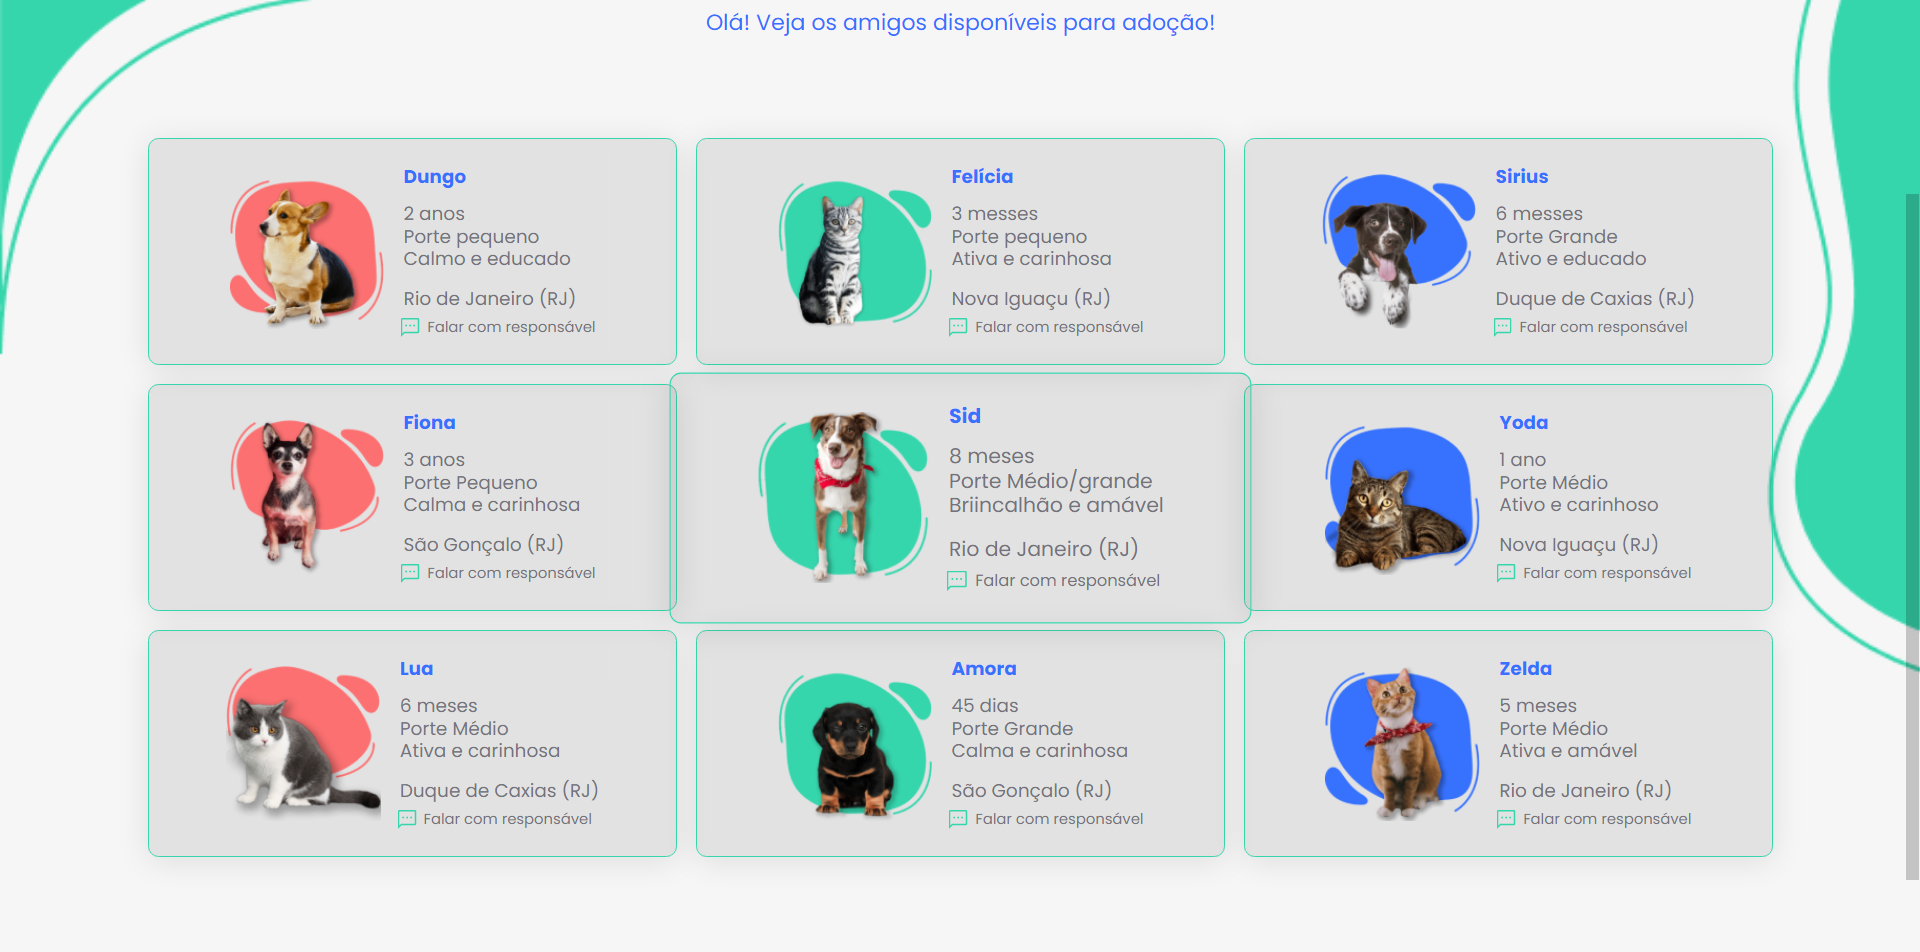 Olá! Veja os amigos disponíveis para adoção!
Dungo
2 anos
Porte pequeno
Calmo e educado
Rio de Janeiro (RJ)
Falar com responsável
Felícia
3 messes
Porte pequeno
Ativa e carinhosa
Nova Iguaçu (RJ)
Falar com responsável
Sirius
6 messes
Porte Grande
Ativo e educado
Duque de Caxias (RJ)
Falar com responsável
Fiona
3 anos
Porte Pequeno
Calma e carinhosa
São Gonçalo (RJ)
Falar com responsável
Sid
8 meses
Porte Médio/grande
Briincalhão e amável
Rio de Janeiro (RJ)
Falar com responsável
Yoda
1 ano
Porte Médio
Ativo e carinhoso
Nova Iguaçu (RJ)
Falar com responsável
Lua
6 meses
Porte Médio
Ativa e carinhosa
Duque de Caxias (RJ)
Falar com responsável
Amora
45 dias
Porte Grande
Calma e carinhosa
São Gonçalo (RJ)
Falar com responsável
Zelda
5 meses
Porte Médio
Ativa e amável
Rio de Janeiro (RJ)
Falar com responsável